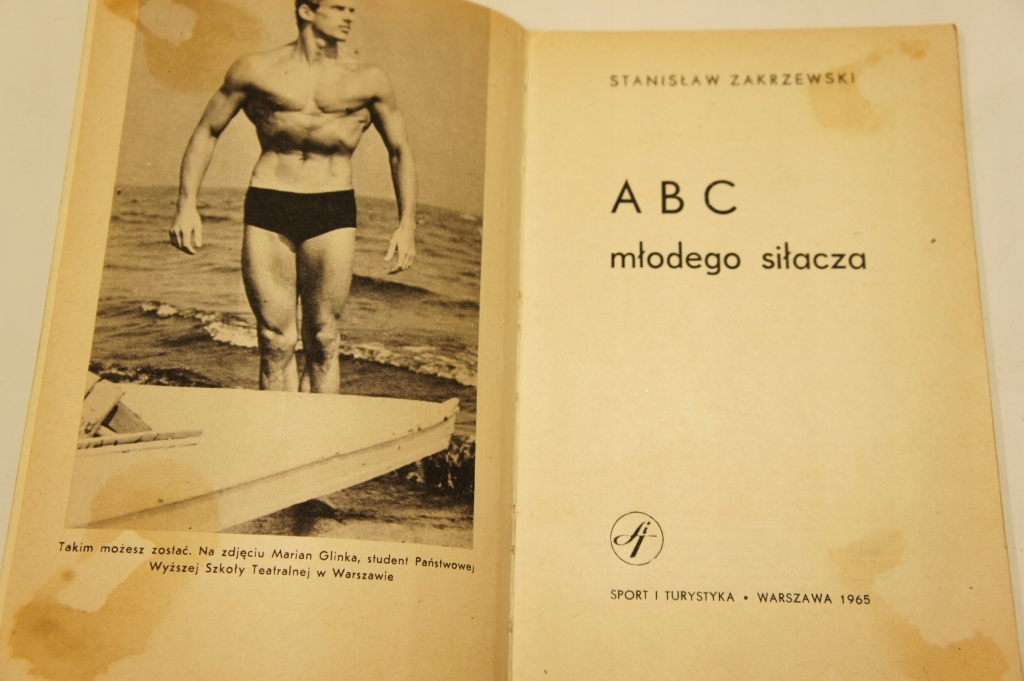 Takim możesz zostać. Na zdjęciu Marian Glinka, student Państwowej
Wyższej Szkoły Teatralnej w Warszawie
STANISŁAW ZAKRZEWSKI
ABC
młodego siłacza
SiT
SPORT I TURYSTYKA • WARSZAWA 1965